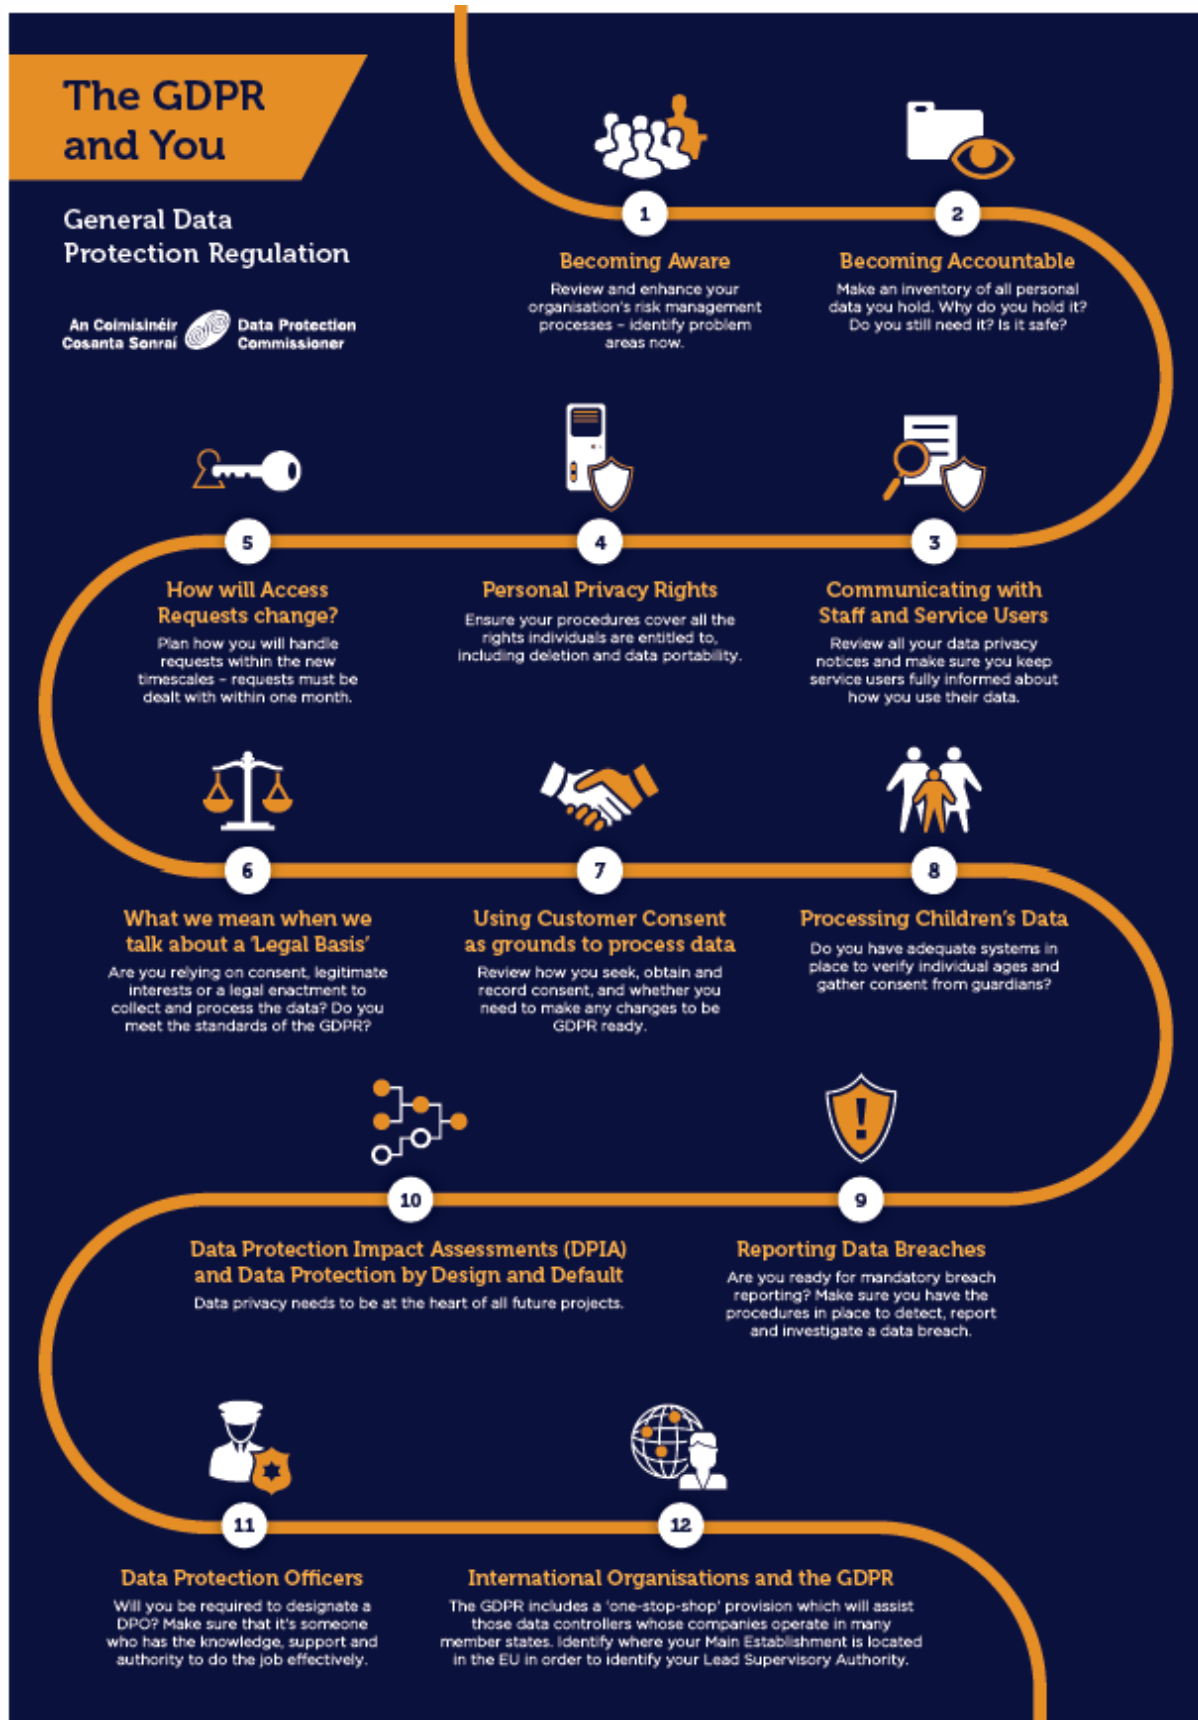 The GDPR
and You
General Data
Protection Regulation
An Coimisinéir
Cosanta Sonraí
Data Protection
Commissioner
1
Becoming Aware
Review and enhance your
organisation's risk management
processes – identify problem
areas now.
2
Becoming Accountable
Make an inventory of all personal
data you hold. Why do you hold it?
Do you still need it? Is it safe?
3
Communicating with
Staff and Service Users
Review all your data privacy
notices and make sure you keep
service users fully informed about
how you use their data.
4
Personal Privacy Rights
Ensure your procedures cover all the
rights individuals are entitled to,
including deletion and data portability.
5
How will Access
Requests change?
Plan how you will handle
requests within the new
timescales – requests must be
dealt with within one month.
6
What we mean when we
talk about a 'Legal Basis'
Are you relying on consent, legitimate
interests or a legal enactment to
collect and process the data? Do you
meet the standards of the GDPR?
7
Using Customer Consent
as grounds to process data
Review how you seek, obtain and
record consent, and whether you
need to make any changes to be
GDPR ready.
8
Processing Children's Data
Do you have adequate systems in
place to verify individual ages and
gather consent from guardians?
9
Reporting Data Breaches
Are you ready for mandatory breach
reporting? Make sure you have the
procedures in place to detect, report
and investigate a data breach.
10
Data Protection Impact Assessments (DPIA)
and Data Protection by Design and Default
Data privacy needs to be at the heart of all future projects.
11
Data Protection Officers
Will you be required to designate a
DPO? Make sure that it's someone
who has the knowledge, support and
authority to do the job effectively.
12
International Organisations and the GDPR
The GDPR includes a 'one-stop-shop' provision which will assist
those data controllers whose companies operate in many
member states. Identify where your Main Establishment is located
in the EU in order to identify your Lead Supervisory Authority.